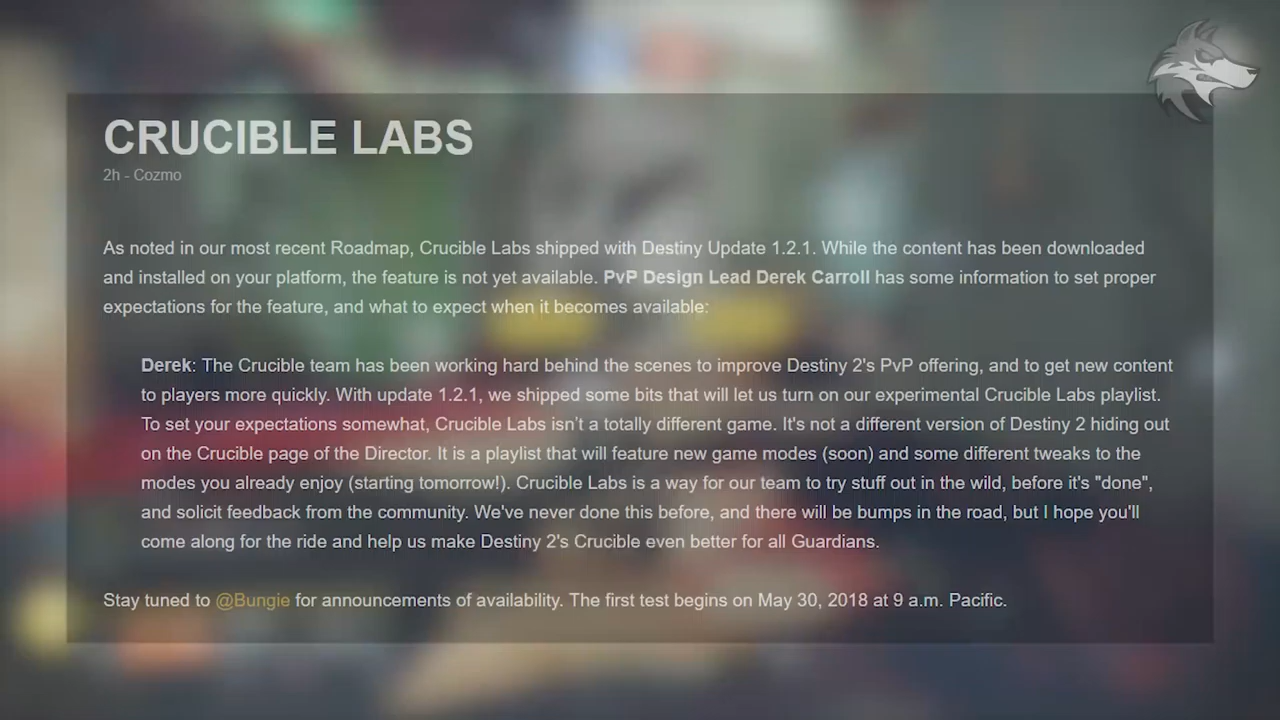 CRUCIBLE LABS
2h - Cozmo
As noted in our most recent Roadmap, Crucible Labs shipped with Destiny Update 1.2.1. While the content has been downloaded
and installed on your platform, the feature is not yet available. PvP Design Lead Derek Carroll has some information to set proper
expectations for the feature, and what to expect when it becomes available:
Derek: The Crucible team has been working hard behind the scenes to improve Destiny 2's PvP offering, and to get new content
to players more quickly. With update 1.2.1, we shipped some bits that will let us turn on our experimental Crucible Labs playlist.
To set your expectations somewhat, Crucible Labs isn’t a totally different game. It's not a different version of Destiny 2 hiding out
on the Crucible page of the Director. It is a playlist that will feature new game modes (soon) and some different tweaks to the
modes you already enjoy (starting tomorrow!). Crucible Labs is a way for our team to try stuff out in the wild, before it's "done",
and solicit feedback from the community. We've never done this before, and there will be bumps in the road, but I hope you'll
come along for the ride and help us make Destiny 2's Crucible even better for all Guardians.
Stay tuned to @Bungie for announcements of availability. The first test begins on May 30, 2018 at 9 a.m. Pacific.